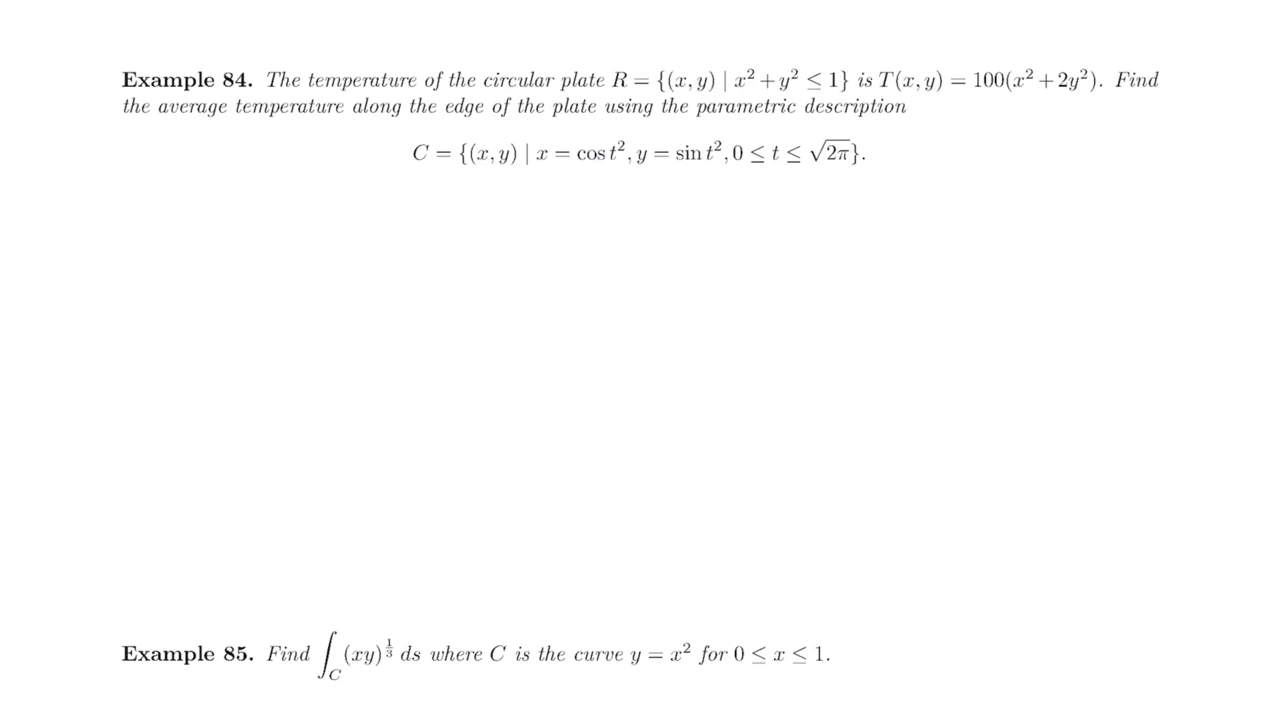 Example 84. The temperature of the circular plate R = {(x, y) | x² + y² ≤ 1} is T(x, y) = 100(x² + 2y²). Find
the average temperature along the edge of the plate using the parametric description
C = {(x, y) | x = cos t², y = sin t², 0 ≤ t ≤ √2π}.
Example 85. Find ∫_C (xy)^{1/3} ds where C is the curve y = x² for 0 ≤ x ≤ 1.